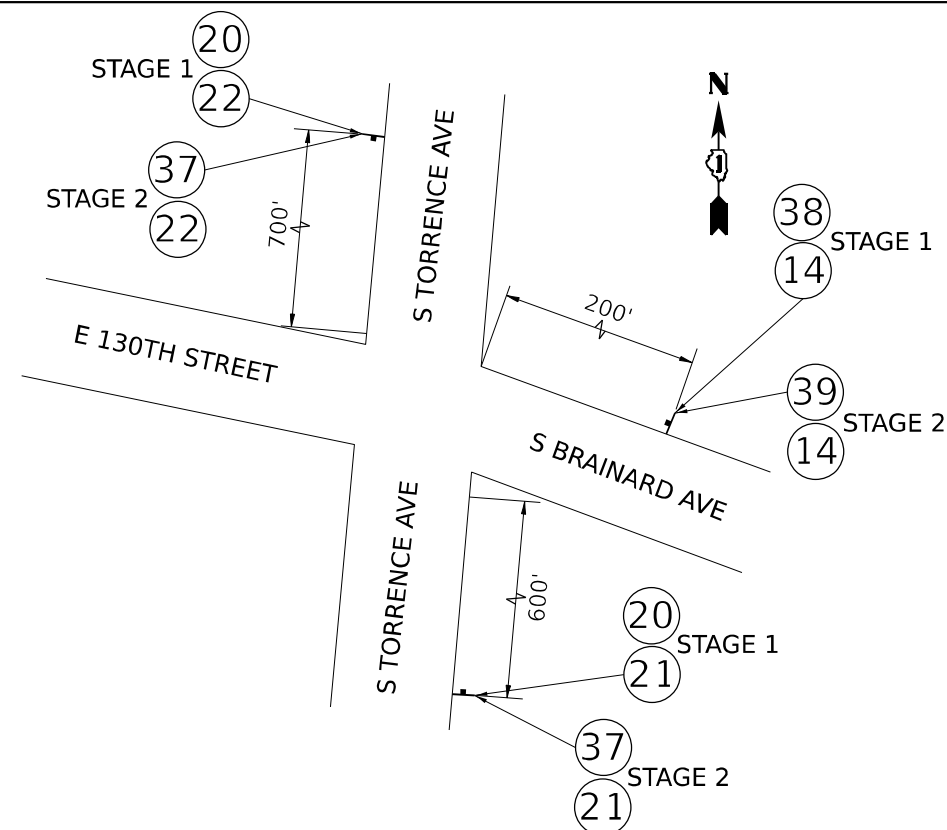 20
STAGE 1
22
37
STAGE 2
22
700'
S TORRENCE AVE
N
1
38
STAGE 1
14
200'
E 130TH STREET
39
STAGE 2
14
S BRAINARD AVE
S TORRENCE AVE
600'
20
STAGE 1
21
37
STAGE 2
21